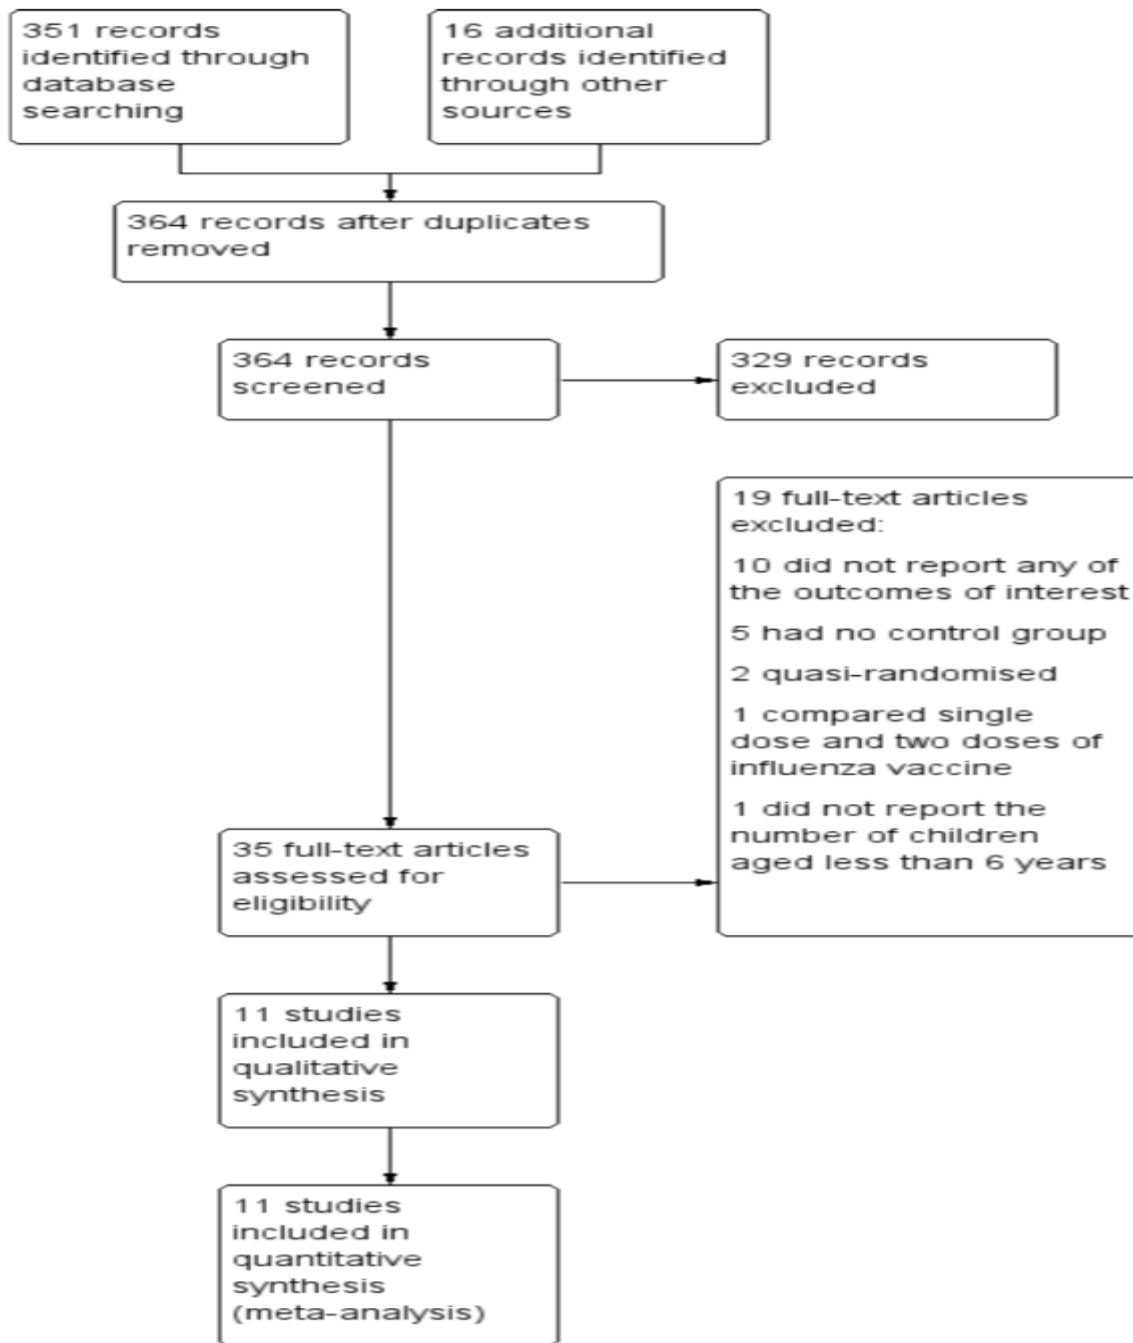 351 records
identified through
database
searching
16 additional
records identified
through other
sources
364 records after duplicates
removed
364 records
screened
329 records
excluded
19 full-text articles
excluded:
10 did not report any of
the outcomes of interest
5 had no control group
2 quasi-randomised
1 compared single
dose and two doses of
influenza vaccine
1 did not report the
number of children
aged less than 6 years
35 full-text articles
assessed for
eligibility
11 studies
included in
qualitative
synthesis
11 studies
included in
quantitative
synthesis
(meta-analysis)